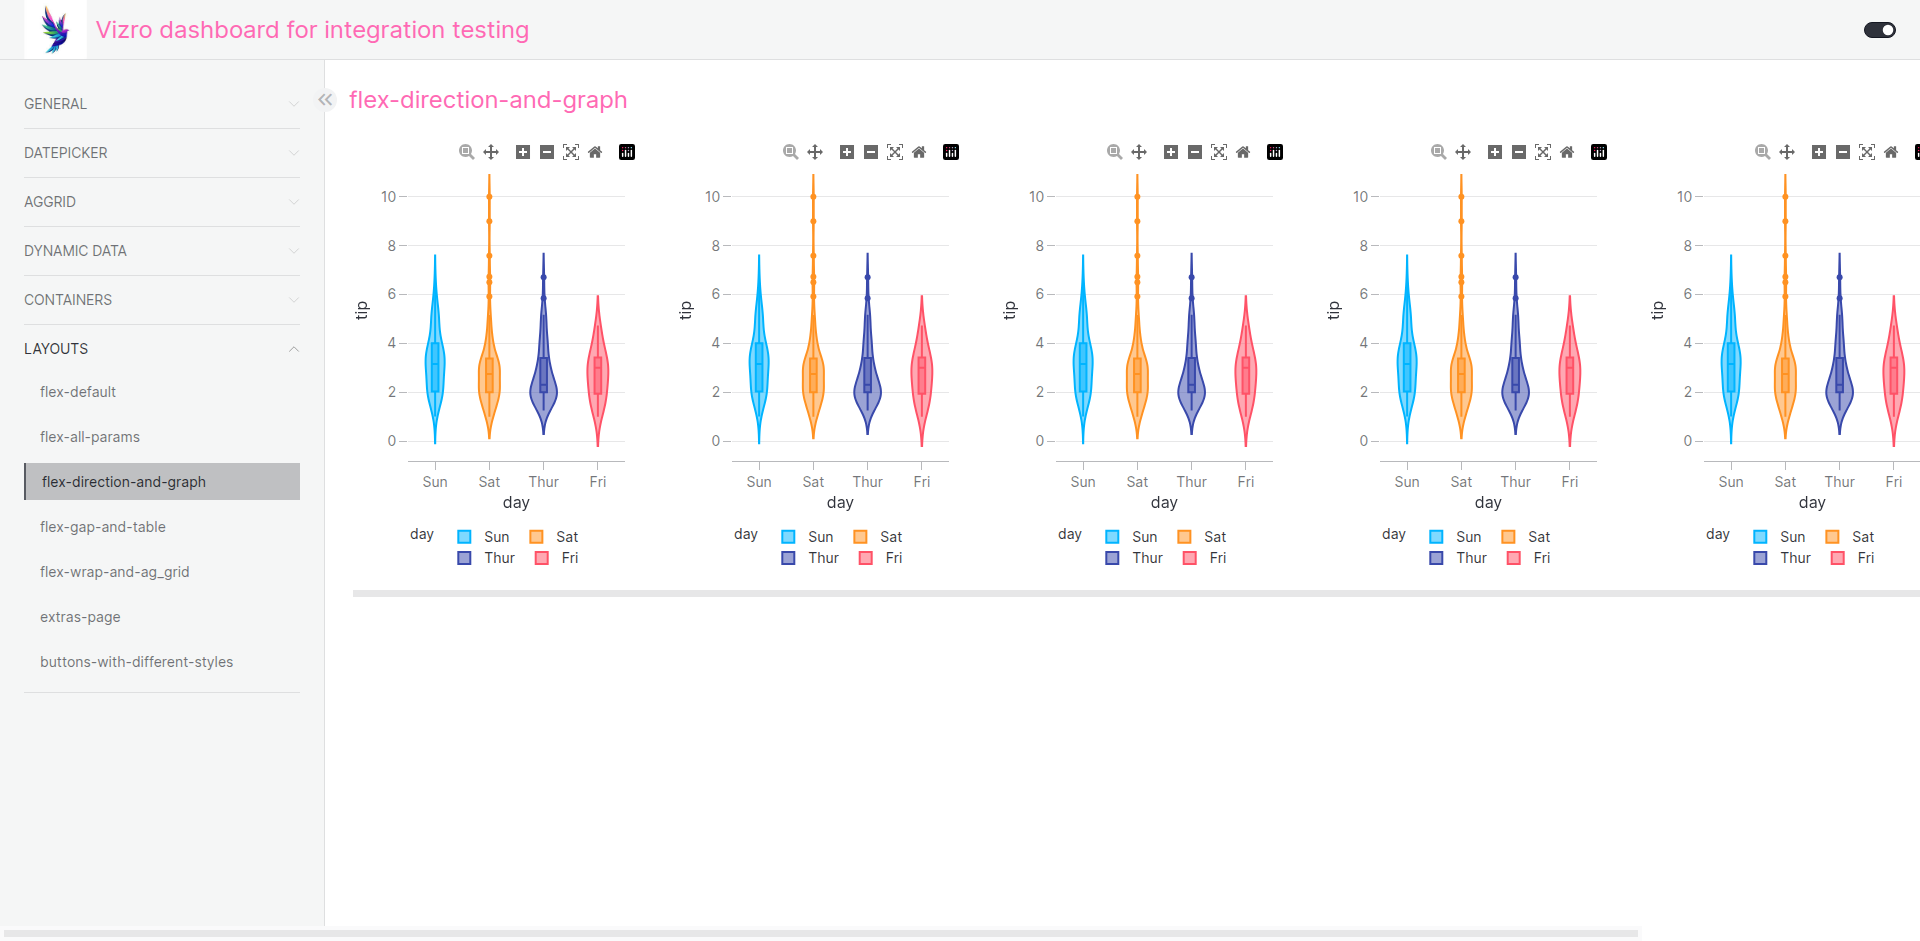 Vizro dashboard for integration testing
GENERAL
DATEPICKER
AGGRID
DYNAMIC DATA
CONTAINERS
LAYOUTS
flex-default
flex-all-params
flex-direction-and-graph
flex-gap-and-table
flex-wrap-and-ag_grid
extras-page
buttons-with-different-styles
flex-direction-and-graph
10
8
6
4
2
0
tip
Sun Sat Thur Fri
day
day Sun Sat
Thur Fri
10
8
6
4
2
0
tip
Sun Sat Thur Fri
day
day Sun Sat
Thur Fri
10
8
6
4
2
0
tip
Sun Sat Thur Fri
day
day Sun Sat
Thur Fri
10
8
6
4
2
0
tip
Sun Sat Thur Fri
day
day Sun Sat
Thur Fri
10
8
6
4
2
0
tip
Sun Sat Thur Fri
day
day Sun Sat
Thur Fri